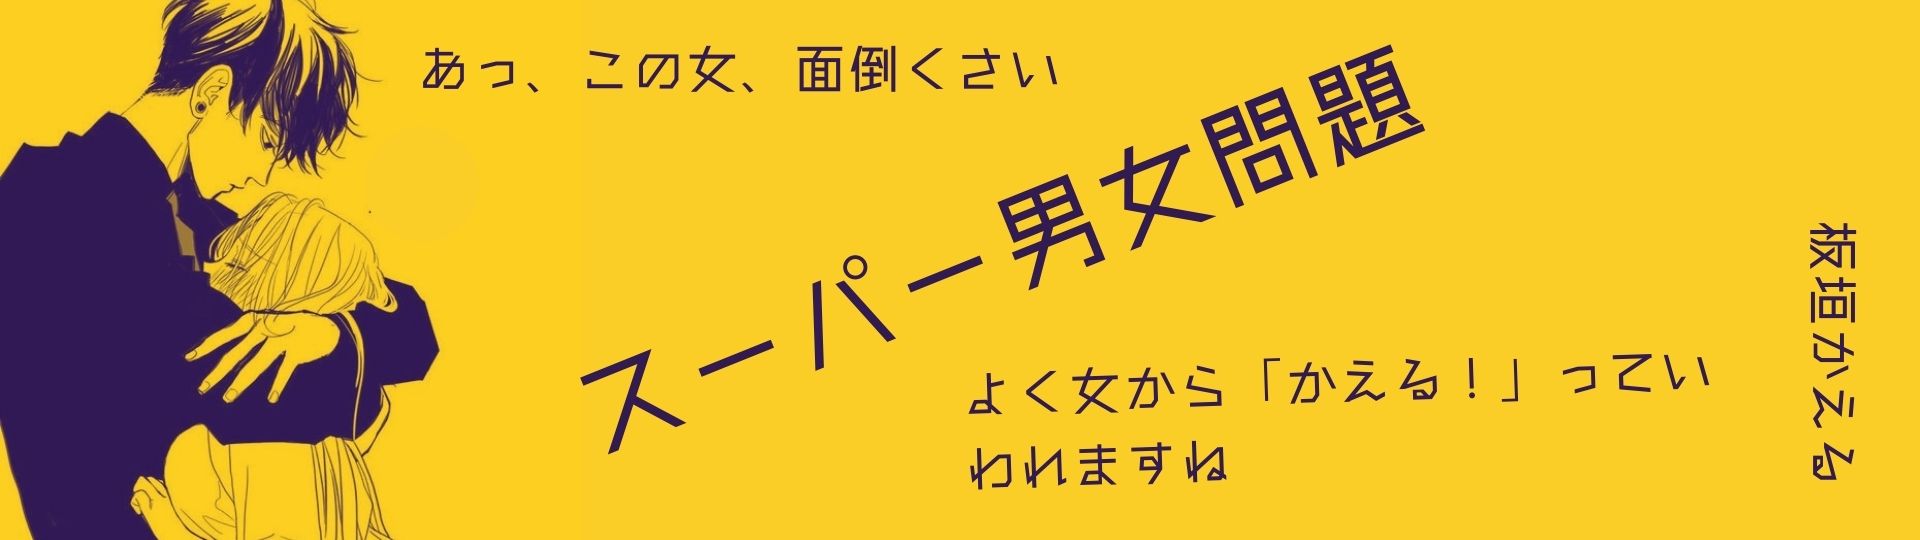 あっ、この女、面倒くさい
スーパー男女問題
よく女から「かえる！」ってい
われますね
板垣かえる